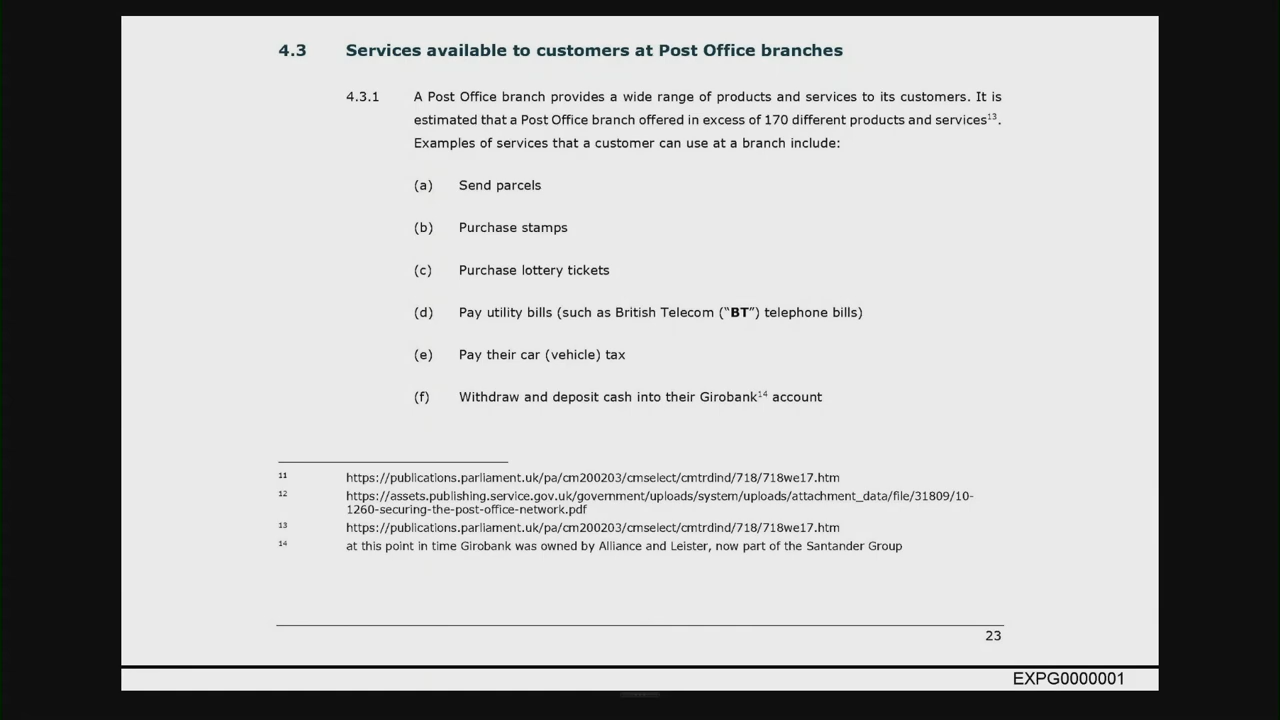 4.3 Services available to customers at Post Office branches
4.3.1 A Post Office branch provides a wide range of products and services to its customers. It is
estimated that a Post Office branch offered in excess of 170 different products and services13.
Examples of services that a customer can use at a branch include:
(a) Send parcels
(b) Purchase stamps
(c) Purchase lottery tickets
(d) Pay utility bills (such as British Telecom ("BT") telephone bills)
(e) Pay their car (vehicle) tax
(f) Withdraw and deposit cash into their Girobank14 account
11 https://publications.parliament.uk/pa/cm200203/cmselect/cmtrdind/718/718we17.htm
12 https://assets.publishing.service.gov.uk/government/uploads/system/uploads/attachment_data/file/31809/10-
1260-securing-the-post-office-network.pdf
13 https://publications.parliament.uk/pa/cm200203/cmselect/cmtrdind/718/718we17.htm
14 at this point in time Girobank was owned by Alliance and Leister, now part of the Santander Group
23
EXPG0000001